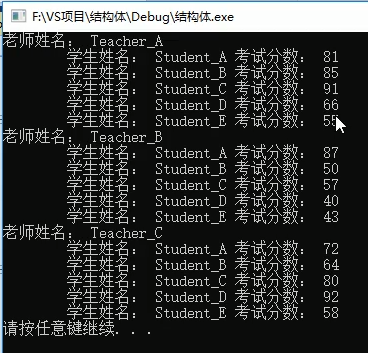 F:\VS项目\结构体\Debug\结构体.exe
老师姓名： Teacher_A
学生姓名： Student_A 考试分数： 81
学生姓名： Student_B 考试分数： 85
学生姓名： Student_C 考试分数： 91
学生姓名： Student_D 考试分数： 66
学生姓名： Student_E 考试分数： 55
老师姓名： Teacher_B
学生姓名： Student_A 考试分数： 87
学生姓名： Student_B 考试分数： 50
学生姓名： Student_C 考试分数： 57
学生姓名： Student_D 考试分数： 40
学生姓名： Student_E 考试分数： 43
老师姓名： Teacher_C
学生姓名： Student_A 考试分数： 72
学生姓名： Student_B 考试分数： 64
学生姓名： Student_C 考试分数： 80
学生姓名： Student_D 考试分数： 92
学生姓名： Student_E 考试分数： 58
请按任意键继续. . .